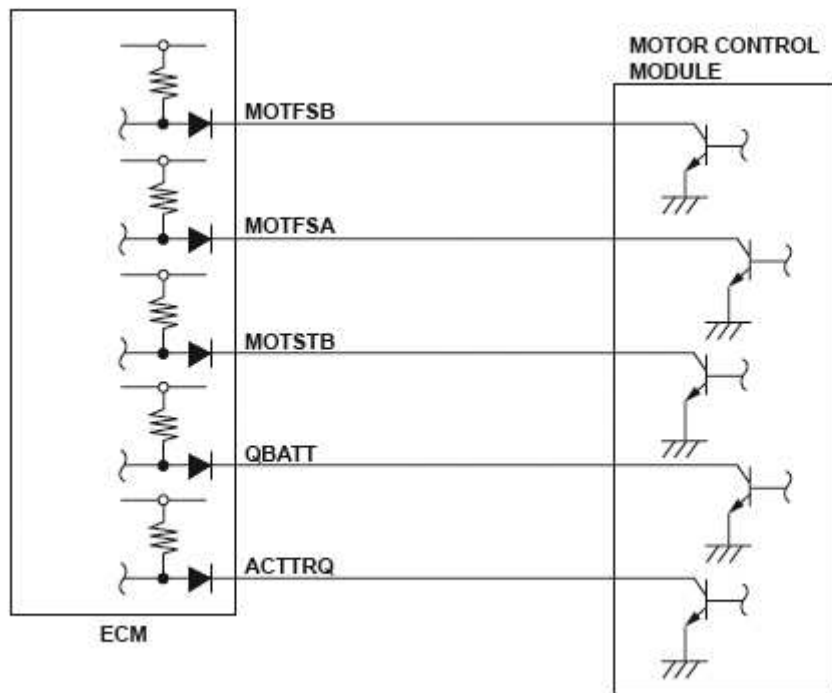 MOTOR CONTROL
MODULE
MOTFSB
MOTFSA
MOTSTB
QBATT
ACTTRQ
ECM